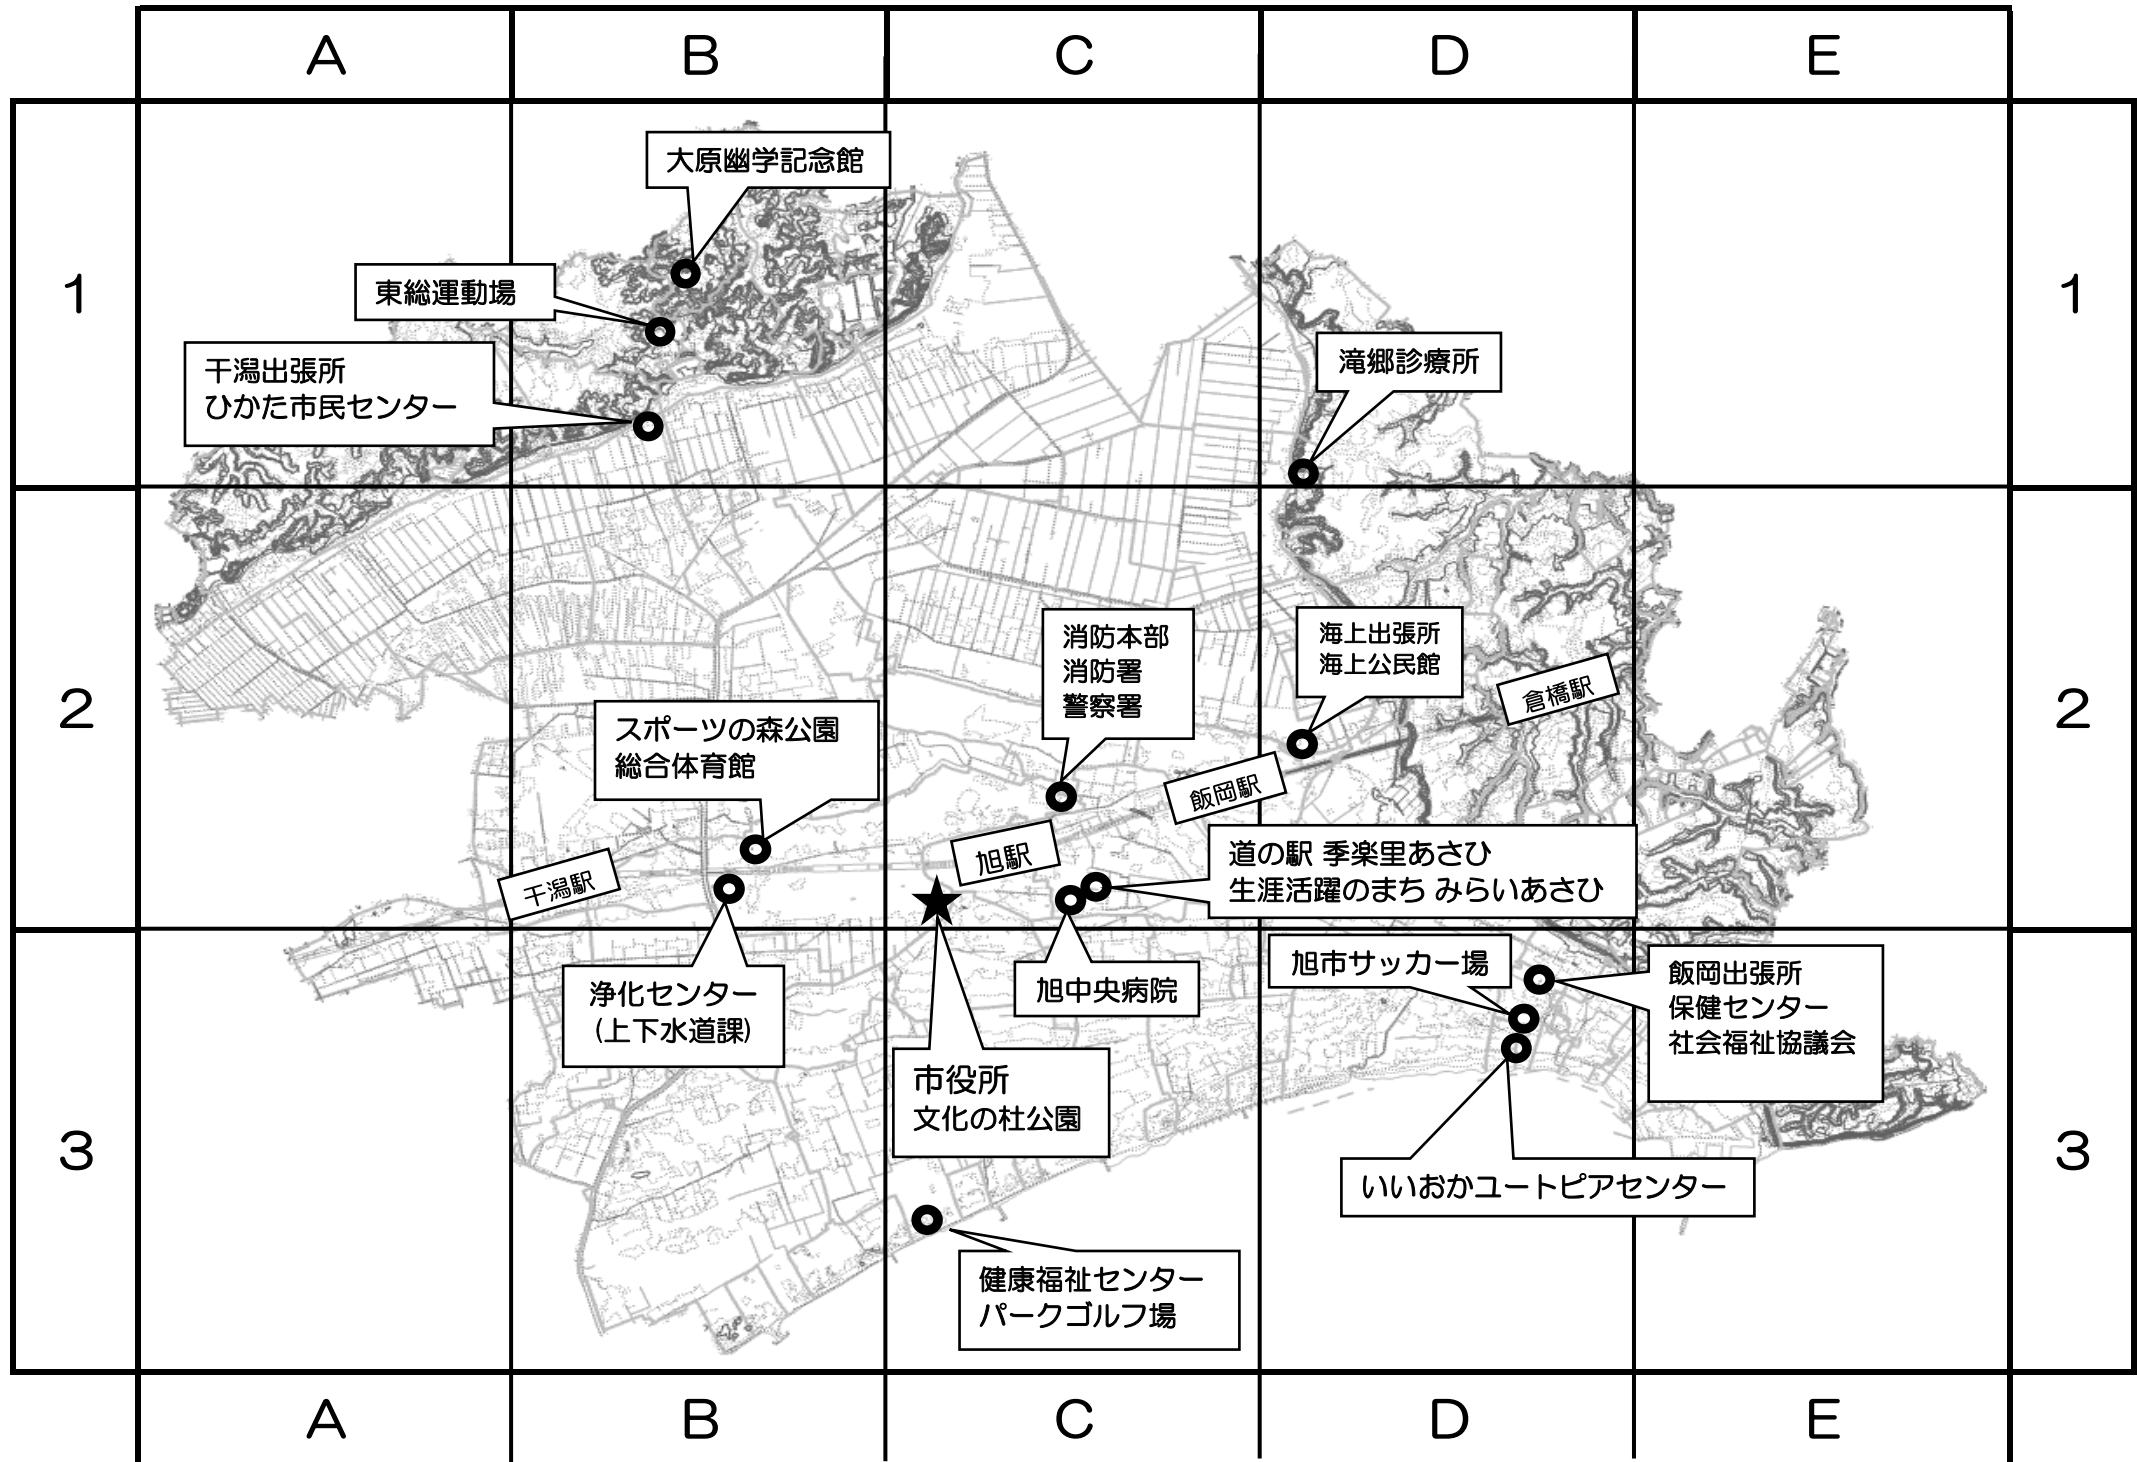 A B C D E
1 1
大原幽学記念館
東総運動場
干潟出張所
ひかた市民センター
滝郷診療所
2 2
消防本部
消防署
警察署
海上出張所
海上公民館
倉橋駅
スポーツの森公園
総合体育館
飯岡駅
旭駅
道の駅 季楽里あさひ
生涯活躍のまち みらいあさひ
干潟駅
3 3
浄化センター
(上下水道課)
旭中央病院
旭市サッカー場
飯岡出張所
保健センター
社会福祉協議会
市役所
文化の杜公園
いいおかユートピアセンター
健康福祉センター
パークゴルフ場
A B C D E